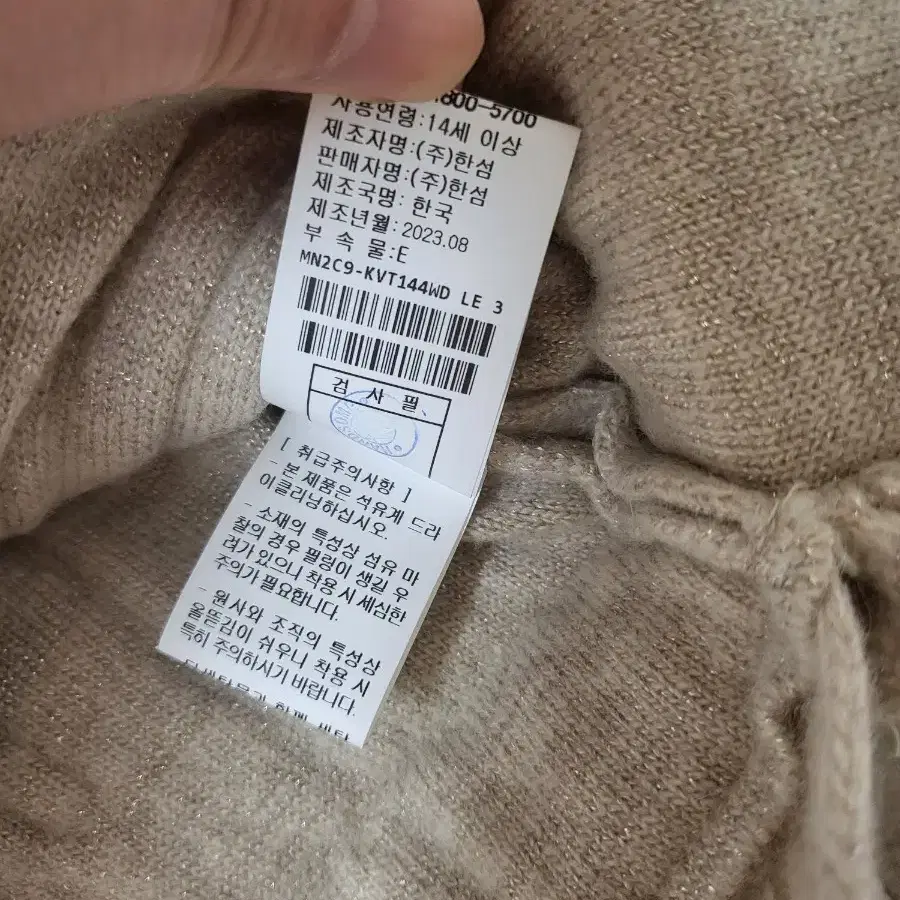 800-5700
사용연령:14세 이상
제조자명:(주)한섬
판매자명:(주)한섬
제조국명: 한국
제조년월: 2023.08
부 속 물:E
MN2C9-KVT144WD LE 3
검 사 필
[ 취급주의사항 ]
- 본 제품은 석유계 드라
이클리닝하십시오.
- 소재의 특성상 섬유 마
찰의 경우 필링이 생길 우
려가 있으니 착용 시 세심한
주의가 필요합니다.
- 원사와 조직의 특성상
올뜯김이 쉬우니 착용 시
특히 주의하시기 바랍니다.
함께 세탁